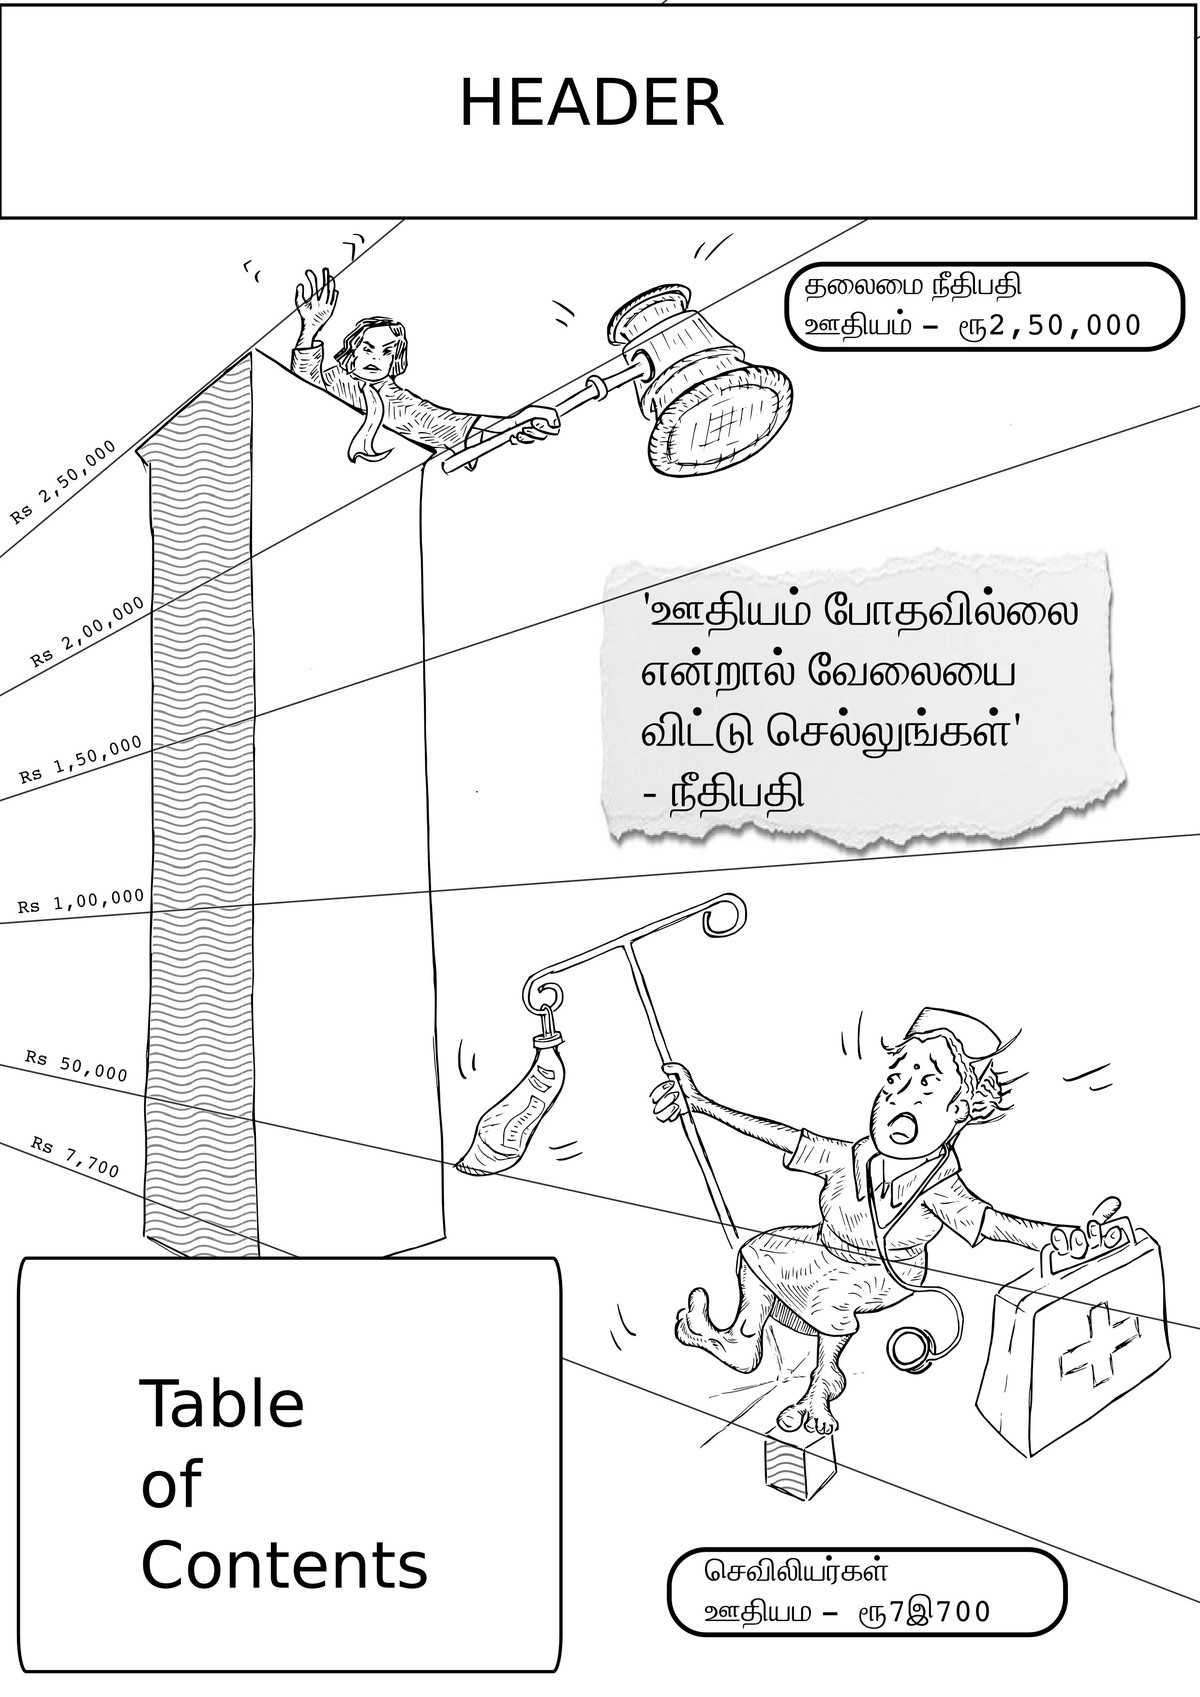 HEADER
தலைமை நீதிபதி
ஊதியம் – ரூ2,50,000
Rs 2,50,000
Rs 2,00,000
'ஊதியம் போதவில்லை
என்றால் வேலையை
விட்டு செல்லுங்கள்'
- நீதிபதி
Rs 1,50,000
Rs 1,00,000
Rs 50,000
Rs 7,700
Table
of
Contents
செவிலியர்கள்
ஊதியம – ரூ7இ700